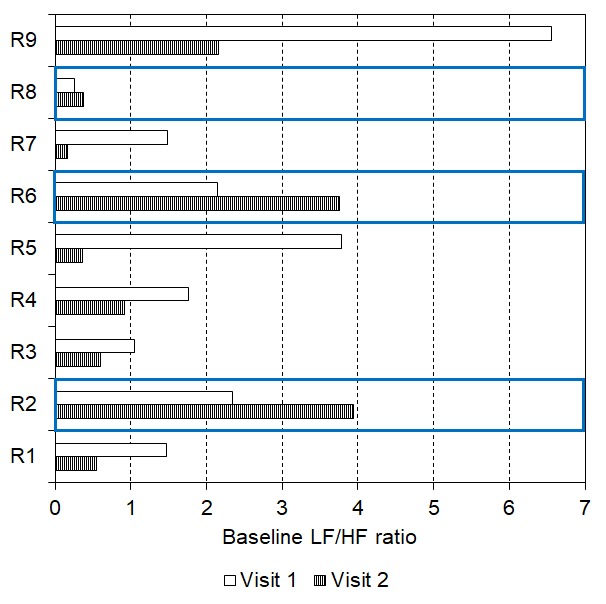 R9
R8
R7
R6
R5
R4
R3
R2
R1
0 1 2 3 4 5 6 7
Baseline LF/HF ratio
Visit 1 Visit 2